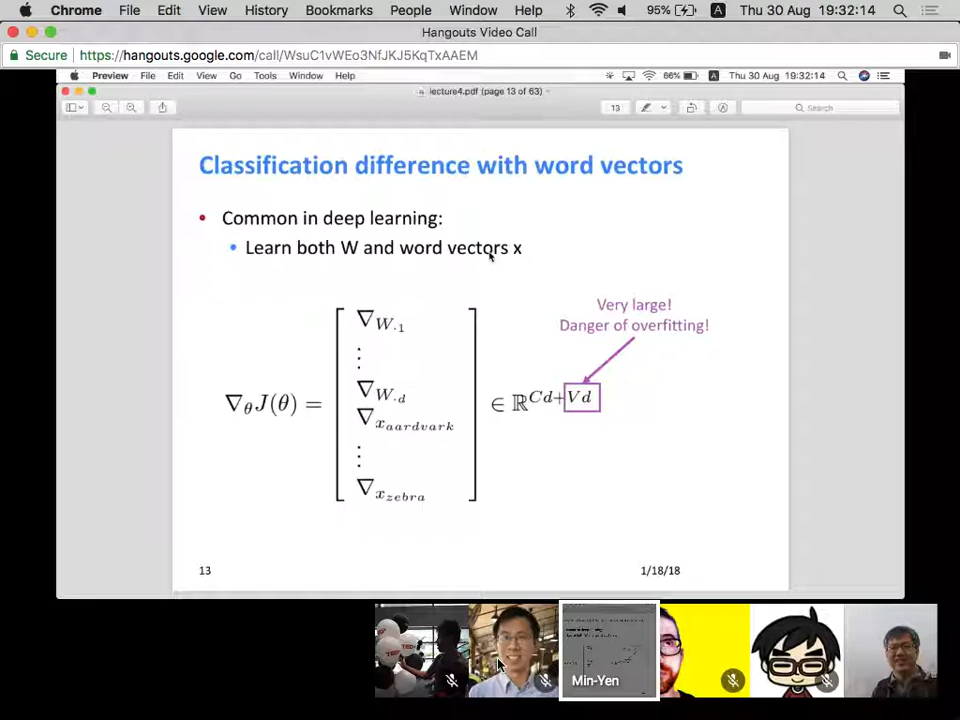 Chrome File Edit View History Bookmarks People Window Help 95% A Thu 30 Aug 19:32:14
Hangouts Video Call
Secure https://hangouts.google.com/call/WsuC1vWEo3NfJKJ5KqTxAAEM
Preview File Edit View Go Tools Window Help 66% A Thu 30 Aug 19:32:14
lecture4.pdf (page 13 of 63)
13 Search
Classification difference with word vectors
• Common in deep learning:
• Learn both W and word vectors x
Very large!
Danger of overfitting!
∇θJ(θ) = [ ∇W·1 ⋮ ∇W·d ∇xaardvark ⋮ ∇xzebra ] ∈ ℝCd+Vd
13 1/18/18
TEDx
Min-Yen